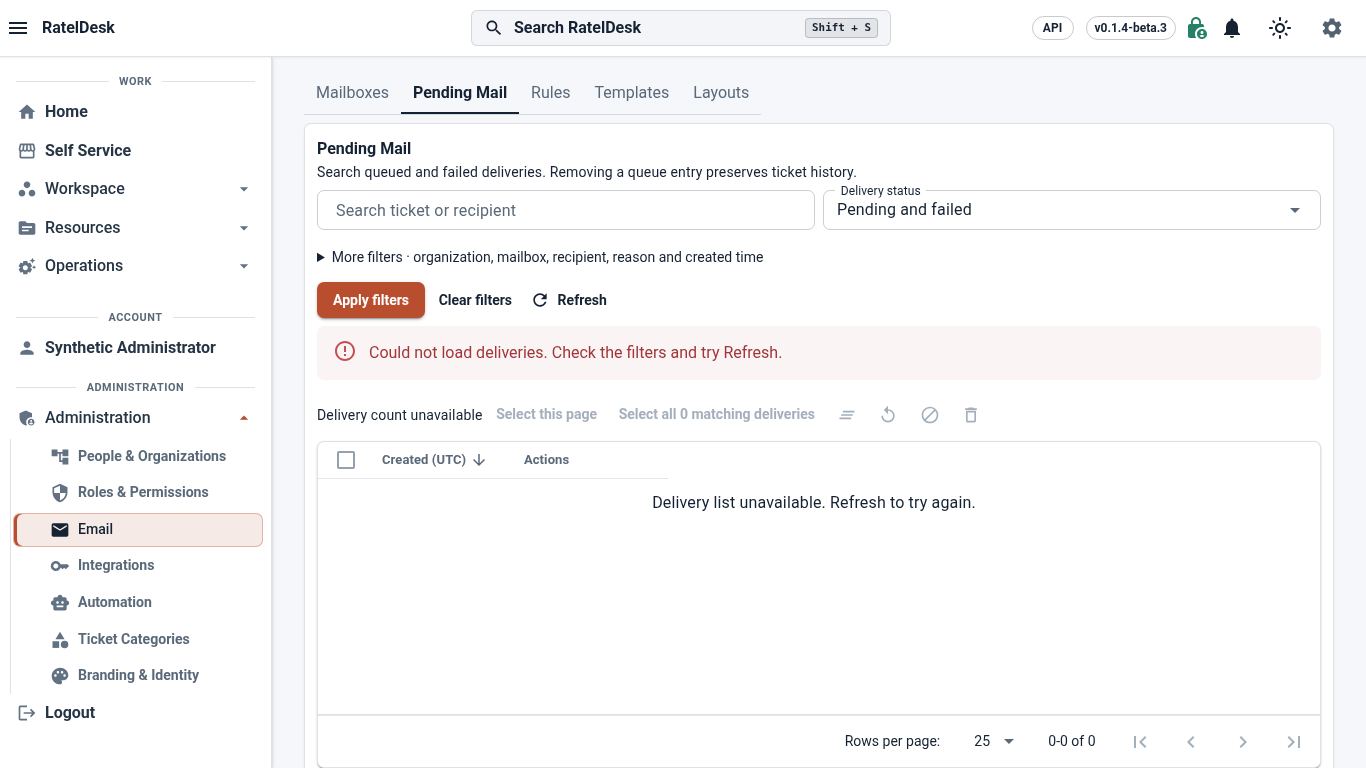 RatelDesk
Search RatelDesk
Shift + S
API
v0.1.4-beta.3
WORK
Home
Self Service
Workspace
Resources
Operations
ACCOUNT
Synthetic Administrator
ADMINISTRATION
Administration
People & Organizations
Roles & Permissions
Email
Integrations
Automation
Ticket Categories
Branding & Identity
Logout
Mailboxes
Pending Mail
Rules
Templates
Layouts
Pending Mail
Search queued and failed deliveries. Removing a queue entry preserves ticket history.
Search ticket or recipient
Delivery status
Pending and failed
More filters · organization, mailbox, recipient, reason and created time
Apply filters
Clear filters
Refresh
Could not load deliveries. Check the filters and try Refresh.
Delivery count unavailable
Select this page
Select all 0 matching deliveries
Created (UTC)
Actions
Delivery list unavailable. Refresh to try again.
Rows per page:
25
0-0 of 0